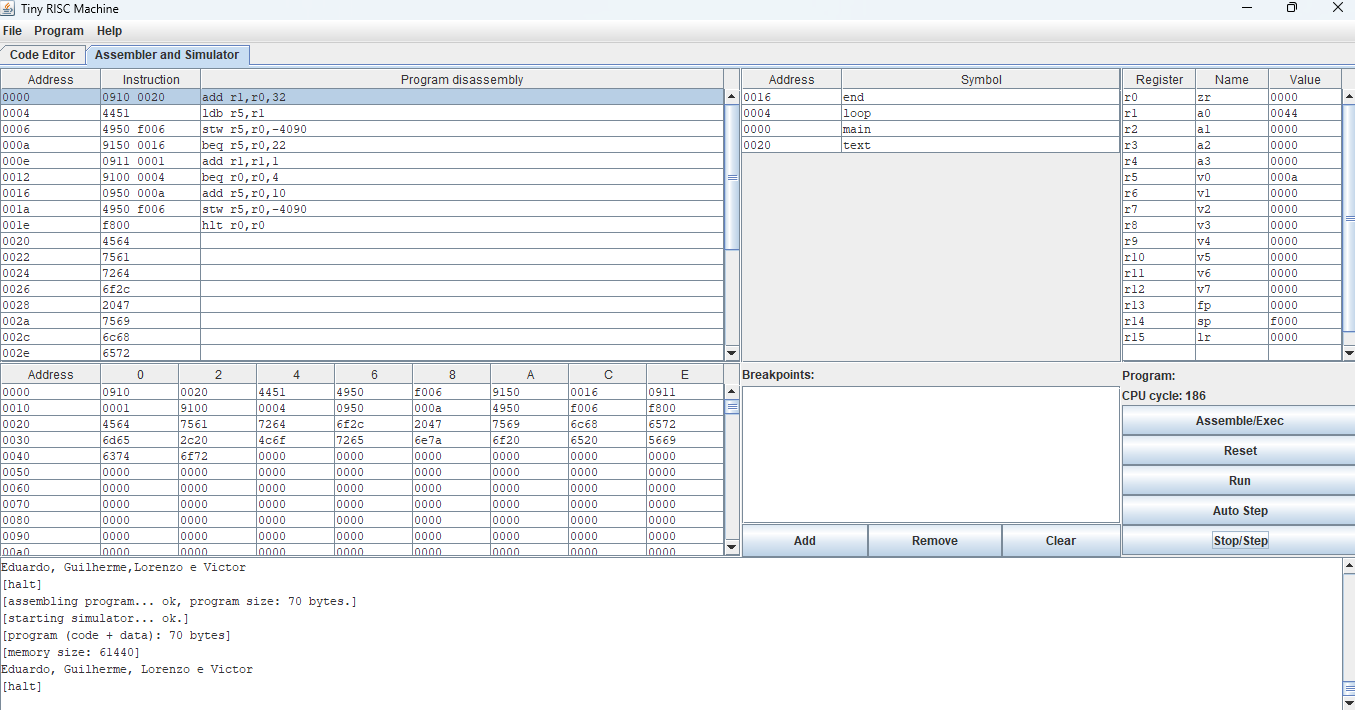 Tiny RISC Machine
File Program Help
Code Editor Assembler and Simulator
Address Instruction Program disassembly
0000 0910 0020 add r1,r0,32
0004 4451 ldb r5,r1
0006 4950 f006 stw r5,r0,-4090
000a 9150 0016 beq r5,r0,22
000e 0911 0001 add r1,r1,1
0012 9100 0004 beq r0,r0,4
0016 0950 000a add r5,r0,10
001a 4950 f006 stw r5,r0,-4090
001e f800 hlt r0,r0
0020 4564
0022 7561
0024 7264
0026 6f2c
0028 2047
002a 7569
002c 6c68
002e 6572
Address Symbol
0016 end
0004 loop
0000 main
0020 text
Register Name Value
r0 zr 0000
r1 a0 0044
r2 a1 0000
r3 a2 0000
r4 a3 0000
r5 v0 000a
r6 v1 0000
r7 v2 0000
r8 v3 0000
r9 v4 0000
r10 v5 0000
r11 v6 0000
r12 v7 0000
r13 fp 0000
r14 sp f000
r15 lr 0000
Address 0 2 4 6 8 A C E
0000 0910 0020 4451 4950 f006 9150 0016 0911
0010 0001 9100 0004 0950 000a 4950 f006 f800
0020 4564 7561 7264 6f2c 2047 7569 6c68 6572
0030 6d65 2c20 4c6f 7265 6e7a 6f20 6520 5669
0040 6374 6f72 0000 0000 0000 0000 0000 0000
0050 0000 0000 0000 0000 0000 0000 0000 0000
0060 0000 0000 0000 0000 0000 0000 0000 0000
0070 0000 0000 0000 0000 0000 0000 0000 0000
0080 0000 0000 0000 0000 0000 0000 0000 0000
0090 0000 0000 0000 0000 0000 0000 0000 0000
00a0 0000 0000 0000 0000 0000 0000 0000 0000
Breakpoints:
Add Remove Clear
Program:
CPU cycle: 186
Assemble/Exec
Reset
Run
Auto Step
Stop/Step
Eduardo, Guilherme,Lorenzo e Victor
[halt]
[assembling program... ok, program size: 70 bytes.]
[starting simulator... ok.]
[program (code + data): 70 bytes]
[memory size: 61440]
Eduardo, Guilherme, Lorenzo e Victor
[halt]